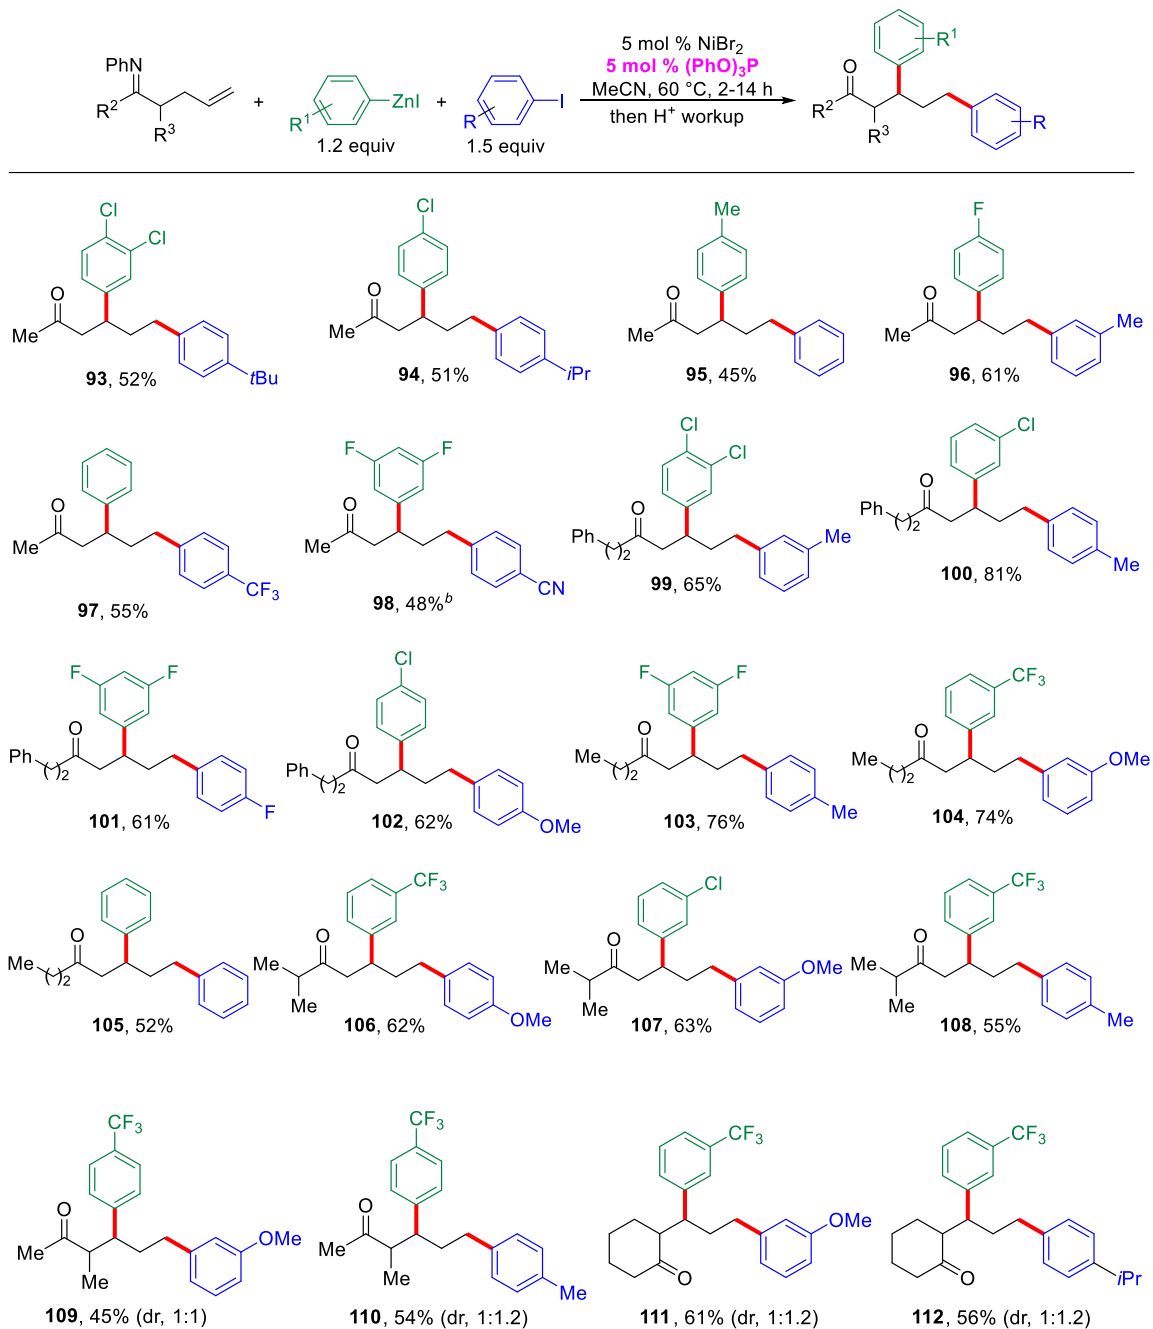 PhN
R2
R3
+
R1
ZnI
1.2 equiv
+
R
I
1.5 equiv
5 mol % NiBr2
5 mol % (PhO)3P
MeCN, 60 °C, 2-14 h
then H+ workup
R1
O
R2
R3
R
Cl
Cl
O
Me
tBu
93, 52%
Cl
O
Me
iPr
94, 51%
Me
O
Me
95, 45%
F
O
Me
Me
96, 61%
O
Me
CF3
97, 55%
F
F
O
Me
CN
98, 48%b
Cl
Cl
O
Ph
( )2
Me
99, 65%
Cl
O
Ph
( )2
Me
100, 81%
F
F
O
Ph
( )2
F
101, 61%
Cl
O
Ph
( )2
OMe
102, 62%
F
F
O
Me
( )2
Me
103, 76%
CF3
O
Me
( )2
OMe
104, 74%
O
Me
( )2
105, 52%
CF3
O
Me
Me
OMe
106, 62%
Cl
O
Me
Me
OMe
107, 63%
CF3
O
Me
Me
Me
108, 55%
CF3
O
Me
Me
OMe
109, 45% (dr, 1:1)
CF3
O
Me
Me
Me
110, 54% (dr, 1:1.2)
CF3
OMe
O
111, 61% (dr, 1:1.2)
CF3
O
iPr
112, 56% (dr, 1:1.2)